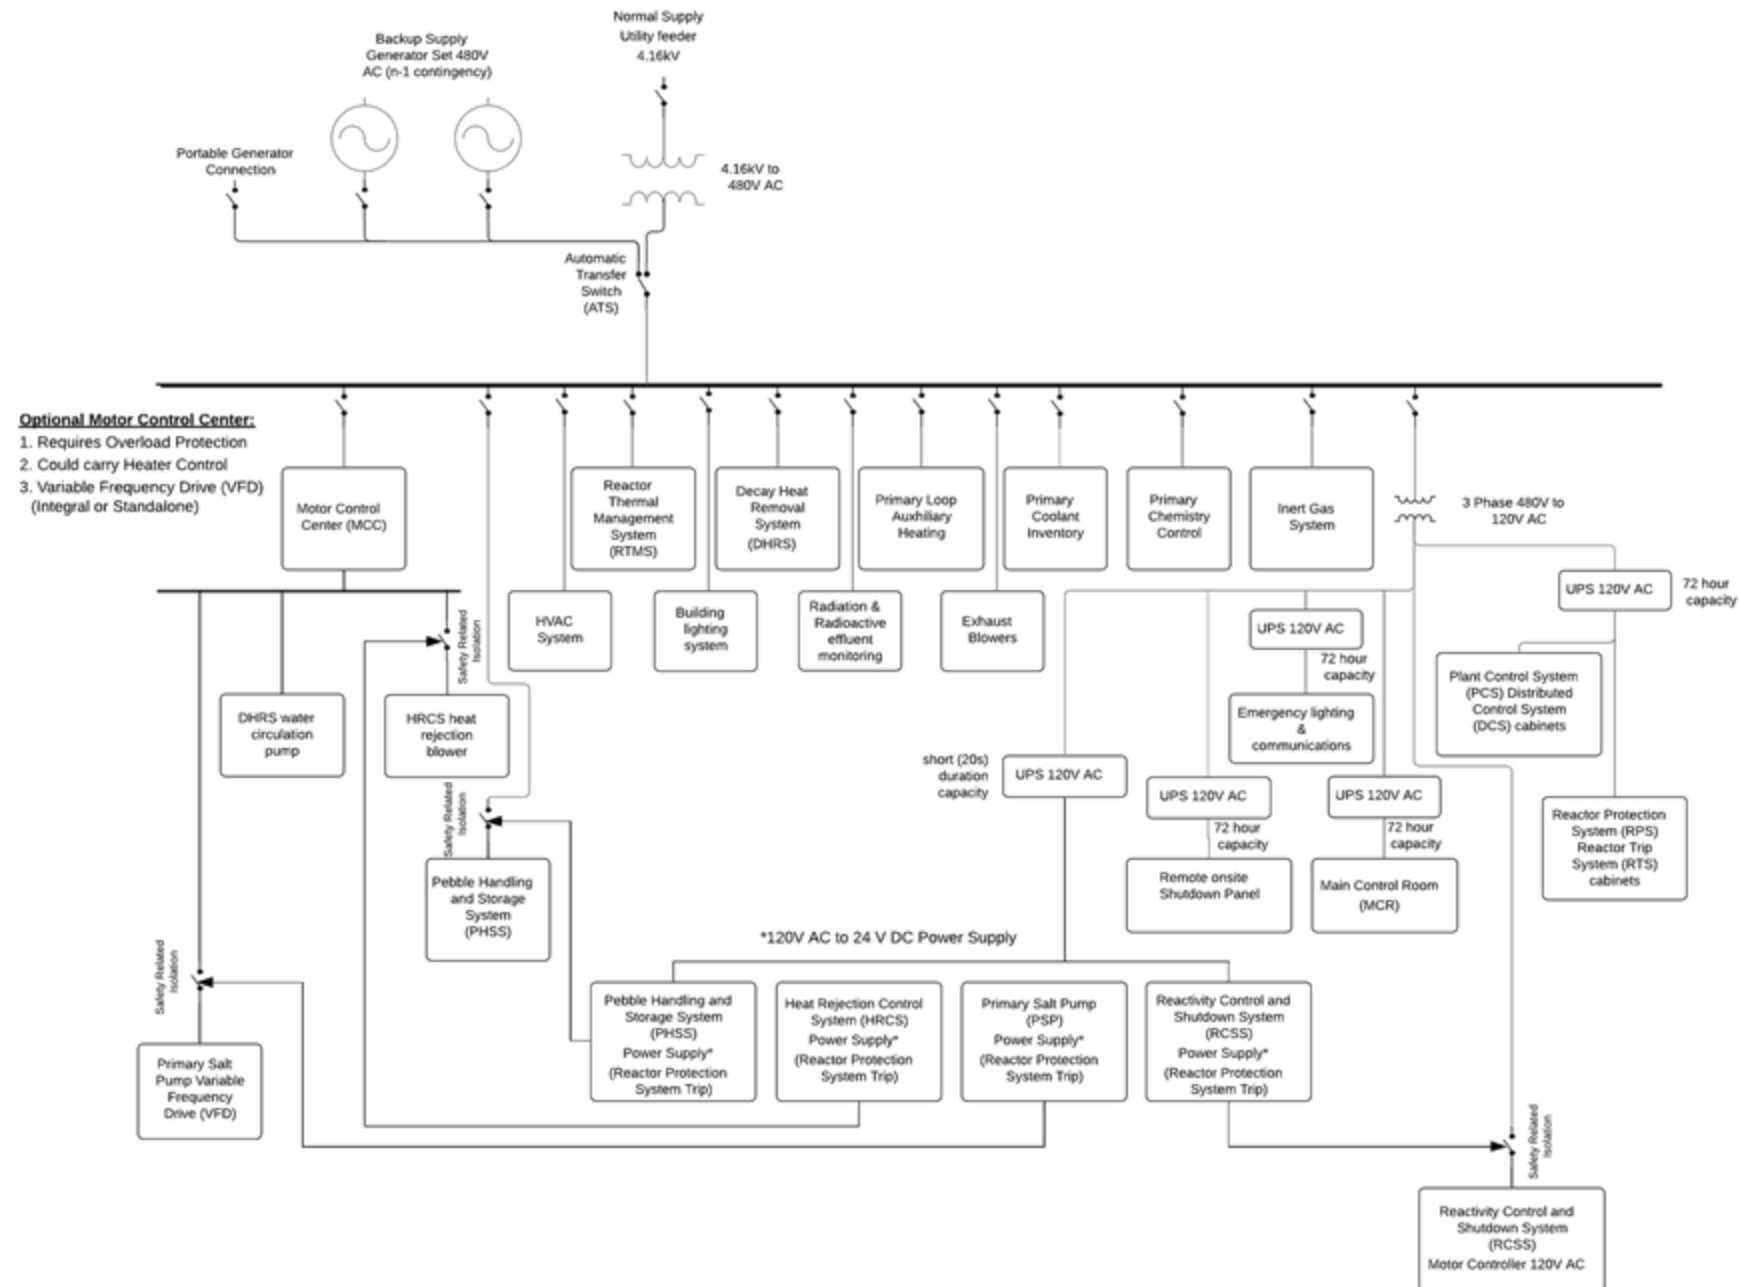 Normal Supply
Utility feeder
4.16kV
Backup Supply
Generator Set 480V
AC (n-1 contingency)
Portable Generator
Connection
4.16kV to
480V AC
Automatic
Transfer
Switch
(ATS)
Optional Motor Control Center:
1. Requires Overload Protection
2. Could carry Heater Control
3. Variable Frequency Drive (VFD)
(Integral or Standalone)
Motor Control
Center (MCC)
Reactor
Thermal
Management
System
(RTMS)
Decay Heat
Removal
System
(DHRS)
Primary Loop
Auxhiliary
Heating
Primary
Coolant
Inventory
Primary
Chemistry
Control
Inert Gas
System
3 Phase 480V to
120V AC
HVAC
System
Building
lighting
system
Radiation &
Radioactive
effluent
monitoring
Exhaust
Blowers
UPS 120V AC
72 hour
capacity
UPS 120V AC
72 hour
capacity
Safety Related
Isolation
DHRS water
circulation
pump
HRCS heat
rejection
blower
Emergency lighting
&
communications
Plant Control System
(PCS) Distributed
Control System
(DCS) cabinets
short (20s)
duration
capacity
UPS 120V AC
UPS 120V AC
72 hour
capacity
UPS 120V AC
72 hour
capacity
Safety Related
Isolation
Reactor Protection
System (RPS)
Reactor Trip
System (RTS)
cabinets
Pebble Handling
and Storage
System
(PHSS)
Remote onsite
Shutdown Panel
Main Control Room
(MCR)
*120V AC to 24 V DC Power Supply
Safety Related
Isolation
Pebble Handling and
Storage System
(PHSS)
Power Supply*
(Reactor Protection
System Trip)
Heat Rejection Control
System (HRCS)
Power Supply*
(Reactor Protection
System Trip)
Primary Salt Pump
(PSP)
Power Supply*
(Reactor Protection
System Trip)
Reactivity Control and
Shutdown System
(RCSS)
Power Supply*
(Reactor Protection
System Trip)
Primary Salt
Pump Variable
Frequency
Drive (VFD)
Safety Related
Isolation
Reactivity Control and
Shutdown System
(RCSS)
Motor Controller 120V AC